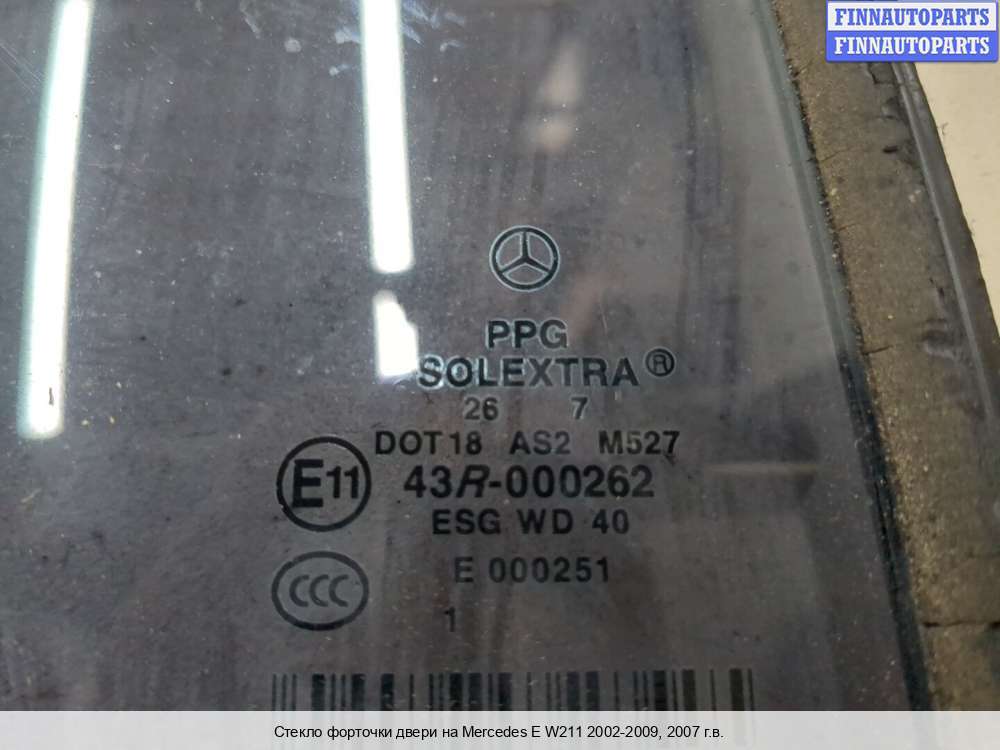 FINNAUTOPARTS
FINNAUTOPARTS
PPG
SOLEXTRA®
26 7
DOT18 AS2 M527
E11 43R-000262
ESG WD 40
CCC E 000251
1
Стекло форточки двери на Mercedes E W211 2002-2009, 2007 г.в.